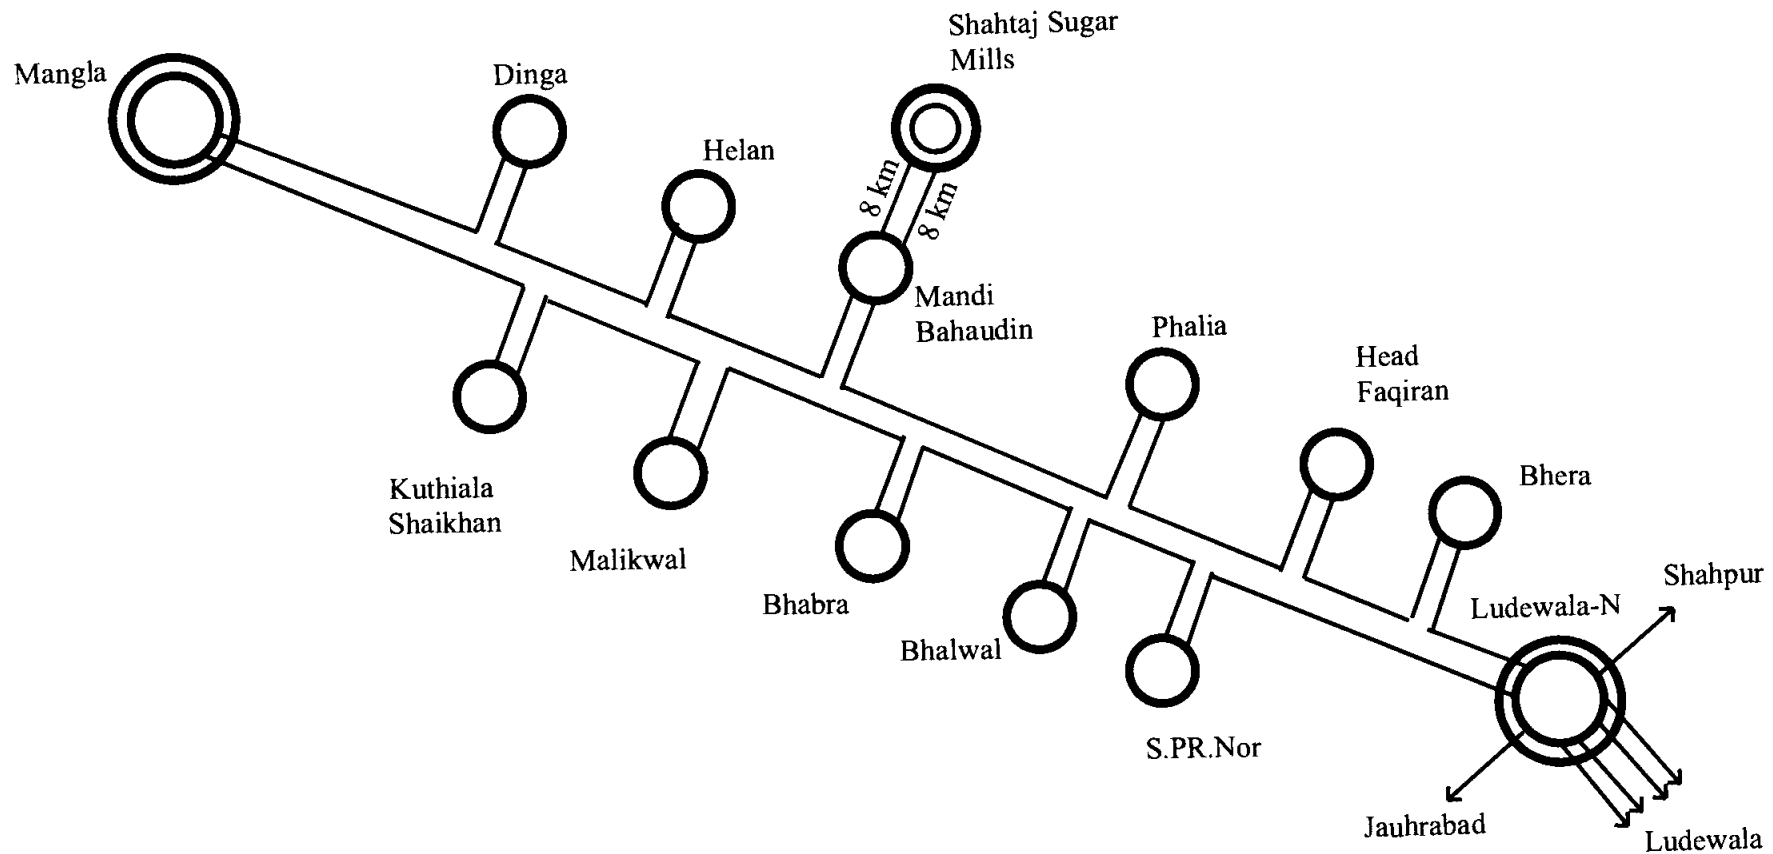 Shahtaj Sugar
Mills
Mangla
Dinga
Helan
8 km
8 km
Mandi
Bahaudin
Phalia
Head
Faqiran
Kuthiala
Shaikhan
Bhera
Malikwal
Shahpur
Bhabra
Ludewala-N
Bhalwal
S.PR.Nor
Jauhrabad
Ludewala